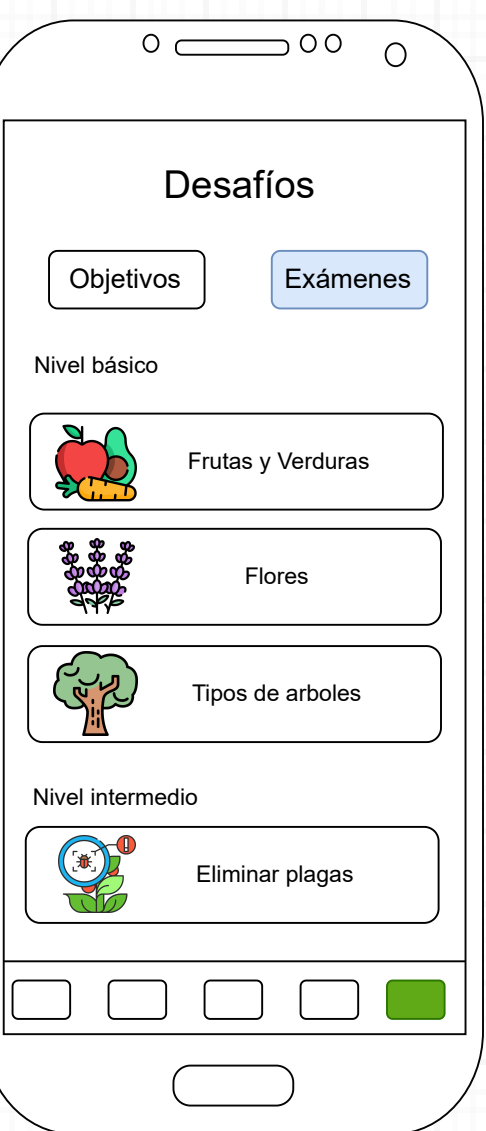 Desafíos
Objetivos
Exámenes
Nivel básico
Frutas y Verduras
Flores
Tipos de arboles
Nivel intermedio
Eliminar plagas